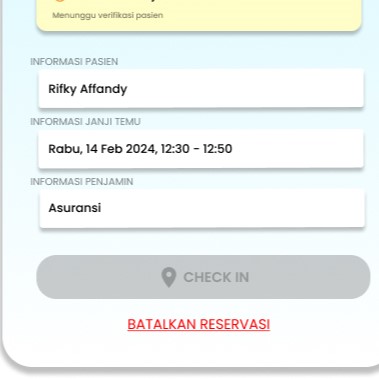 Menunggu verifikasi pasien
INFORMASI PASIEN
Rifky Affandy
INFORMASI JANJI TEMU
Rabu, 14 Feb 2024, 12:30 - 12:50
INFORMASI PENJAMIN
Asuransi
CHECK IN
BATALKAN RESERVASI